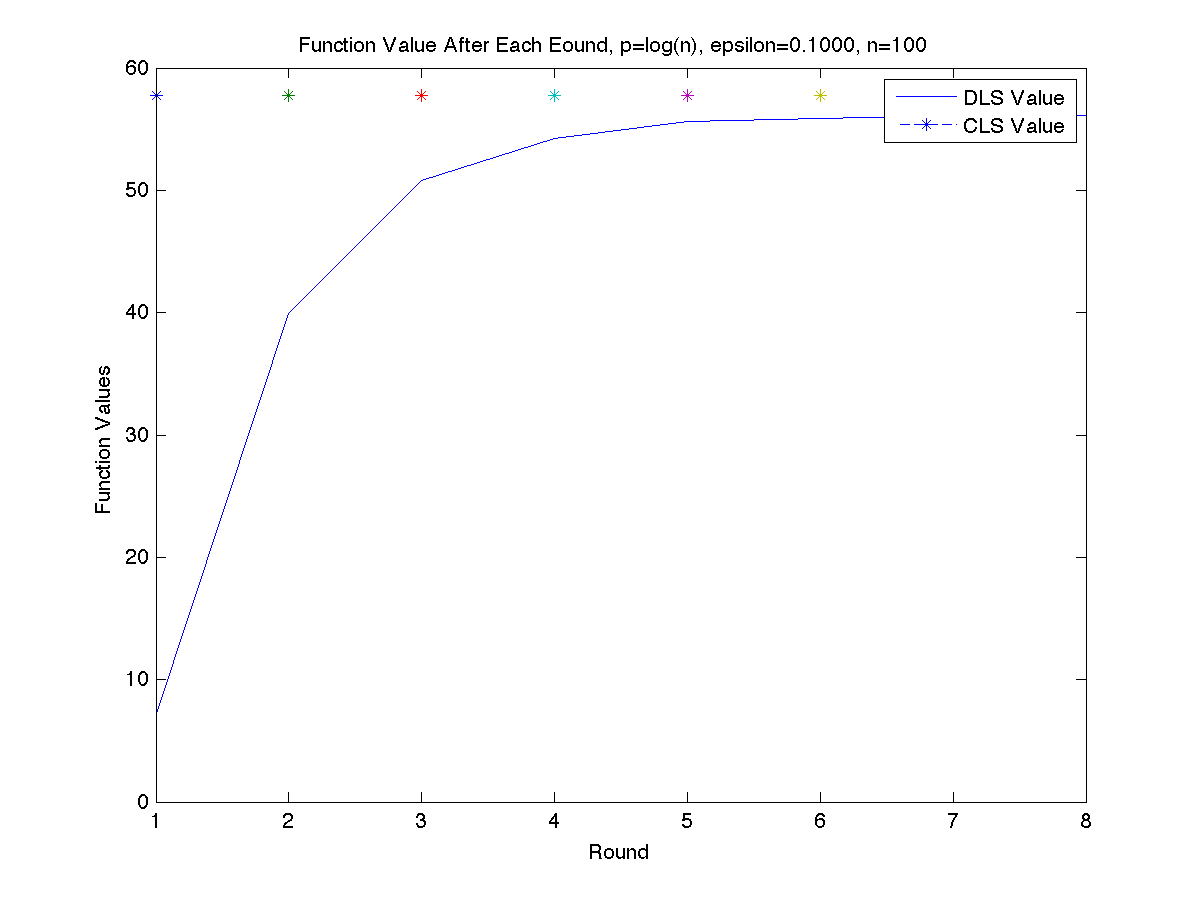 Function Value After Each Eound, p=log(n), epsilon=0.1000, n=100
60
50
40
30
20
10
0
Function Values
DLS Value
CLS Value
1 2 3 4 5 6 7 8
Round